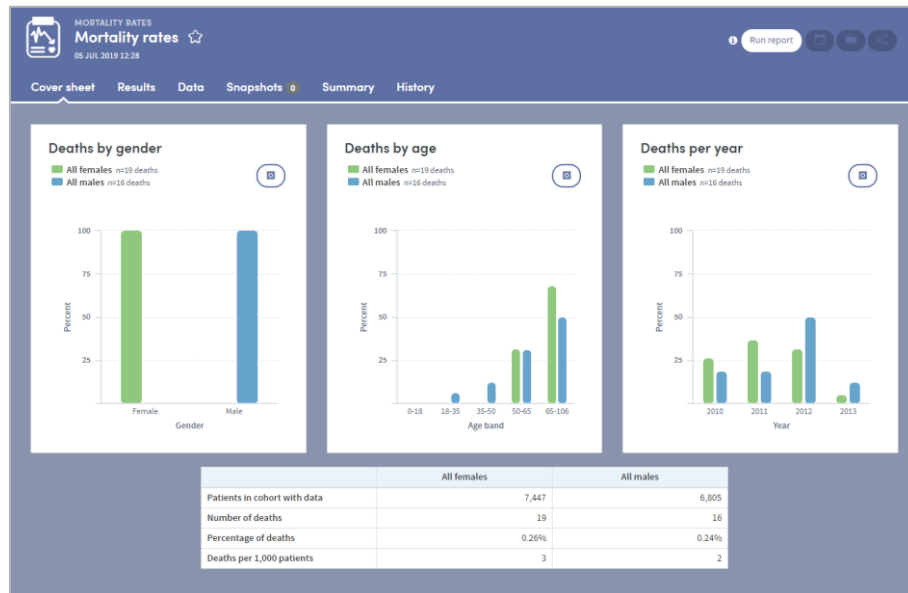 MORTALITY RATES
Mortality rates
05 JUL 2019 12:28
Run report
Cover sheet Results Data Snapshots 0 Summary History
Deaths by gender
All females n=19 deaths
All males n=16 deaths
100
75
50
25
Percent
Female Male
Gender
Deaths by age
All females n=19 deaths
All males n=16 deaths
100
75
50
25
Percent
0-18 18-35 35-50 50-65 65-106
Age band
Deaths per year
All females n=19 deaths
All males n=16 deaths
100
75
50
25
Percent
2010 2011 2012 2013
Year
All females All males
Patients in cohort with data 7,447 6,805
Number of deaths 19 16
Percentage of deaths 0.26% 0.24%
Deaths per 1,000 patients 3 2